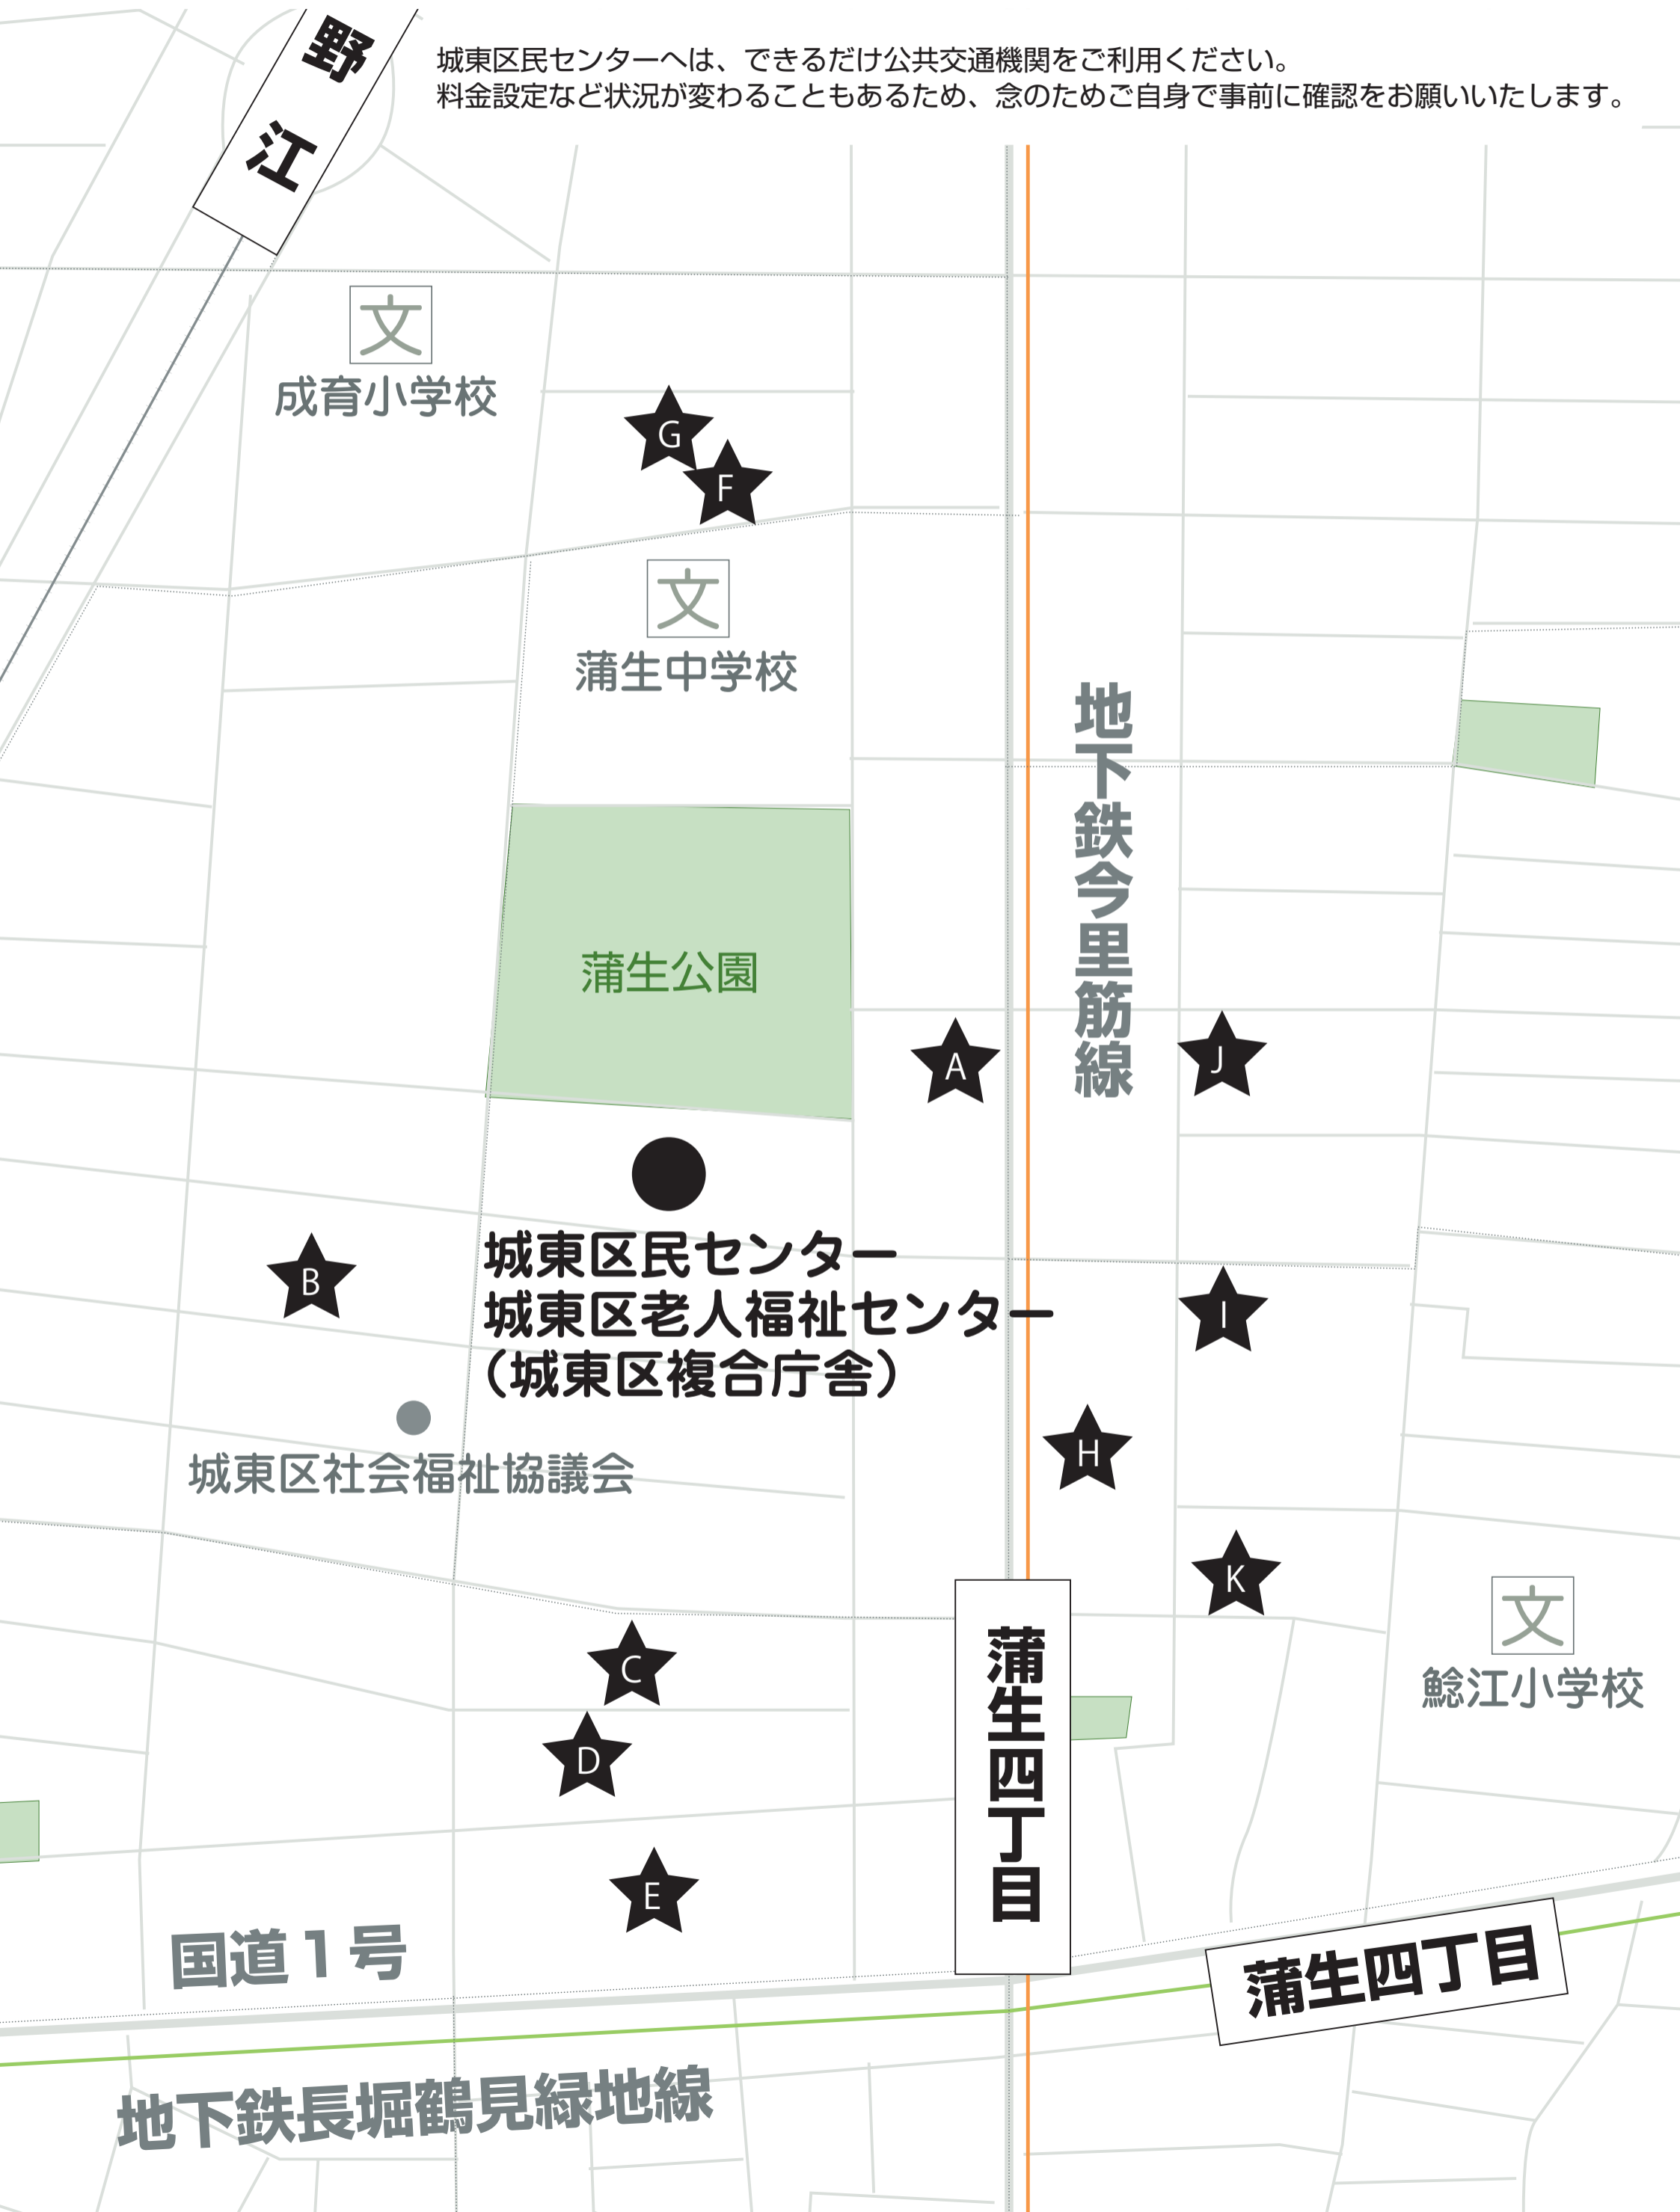 野江
城東区民センターへは、できるだけ公共交通機関をご利用ください。
料金設定など状況が変わることもあるため、念のためご自身で事前に確認をお願いいたします。
文
成育小学校
G
F
文
蒲生中学校
地下鉄今里筋線
蒲生公園
A
J
城東区民センター
城東区老人福祉センター
（城東区複合庁舎）
B
I
H
城東区社会福祉協議会
K
文
鯰江小学校
C
D
蒲生四丁目
E
国道１号
蒲生四丁目
地下鉄長堀鶴見緑地線